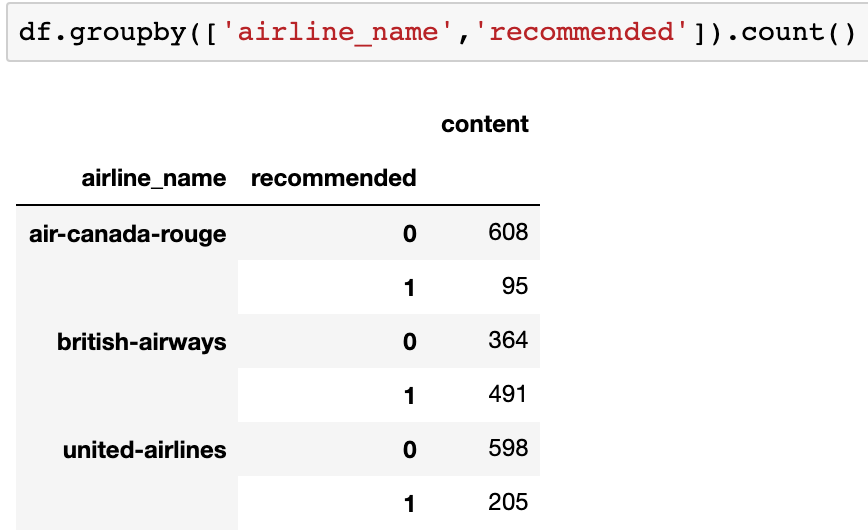 df.groupby(['airline_name','recommended']).count()
content
airline_name recommended
air-canada-rouge 0 608
1 95
british-airways 0 364
1 491
united-airlines 0 598
1 205